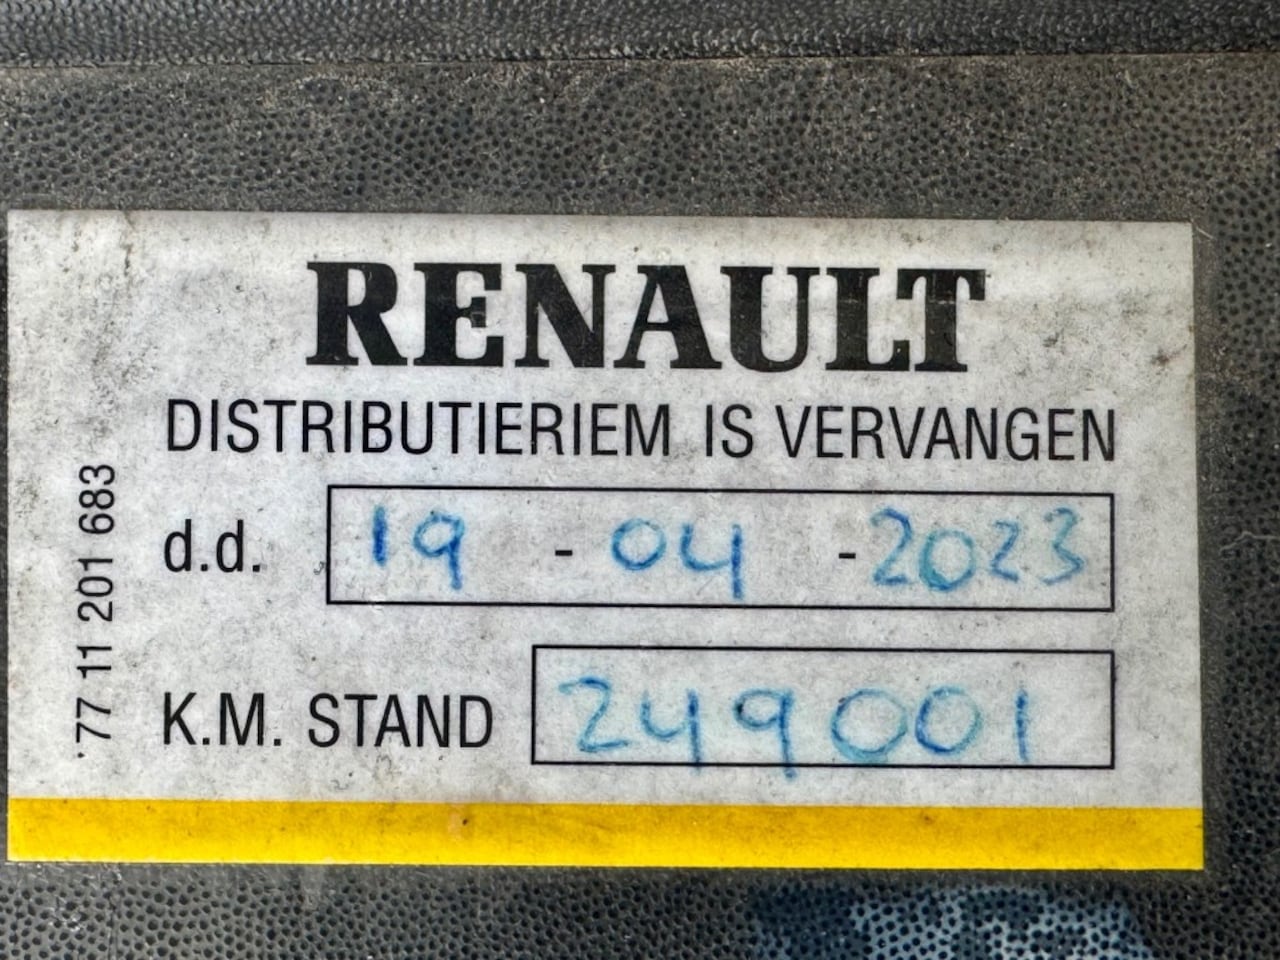 RENAULT
DISTRIBUTIERIEM IS VERVANGEN
d.d. 19 - 04 - 2023
K.M. STAND 249001
77 11 201 683